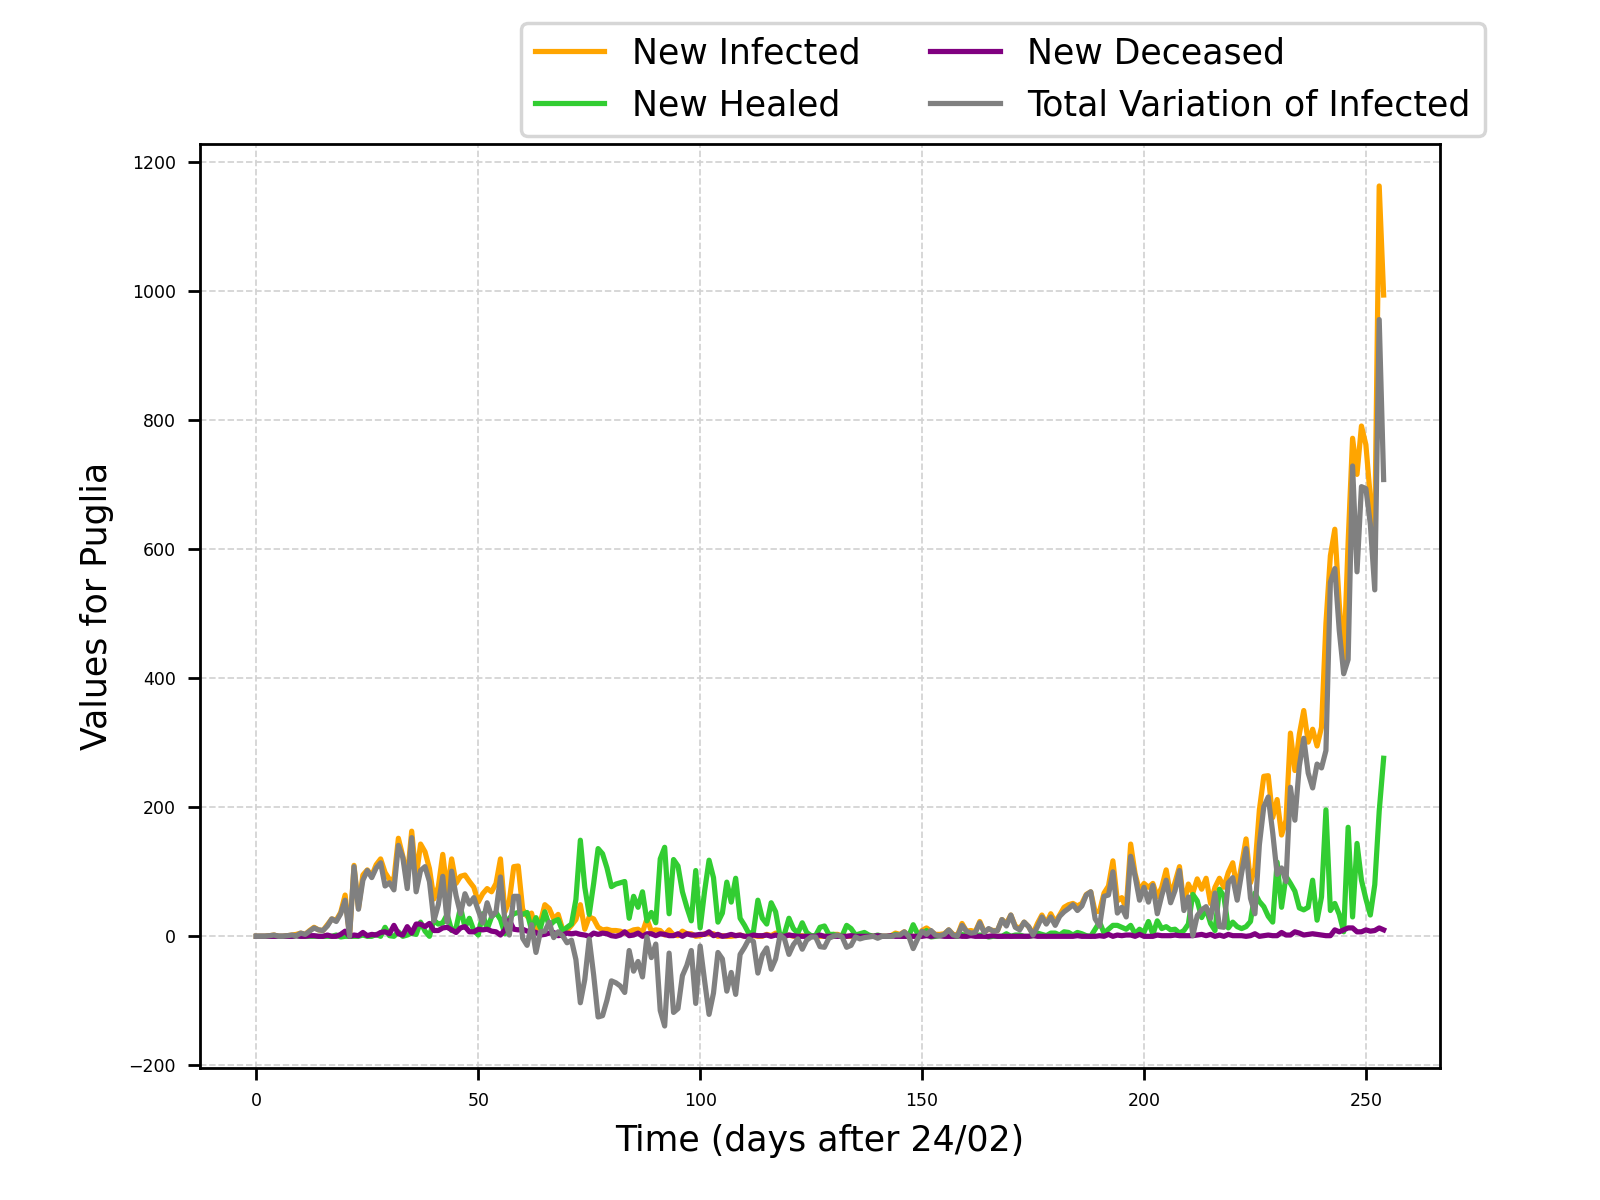 New Infected
New Deceased
New Healed
Total Variation of Infected
1200
1000
800
600
400
200
0
−200
Values for Puglia
0
50
100
150
200
250
Time (days after 24/02)